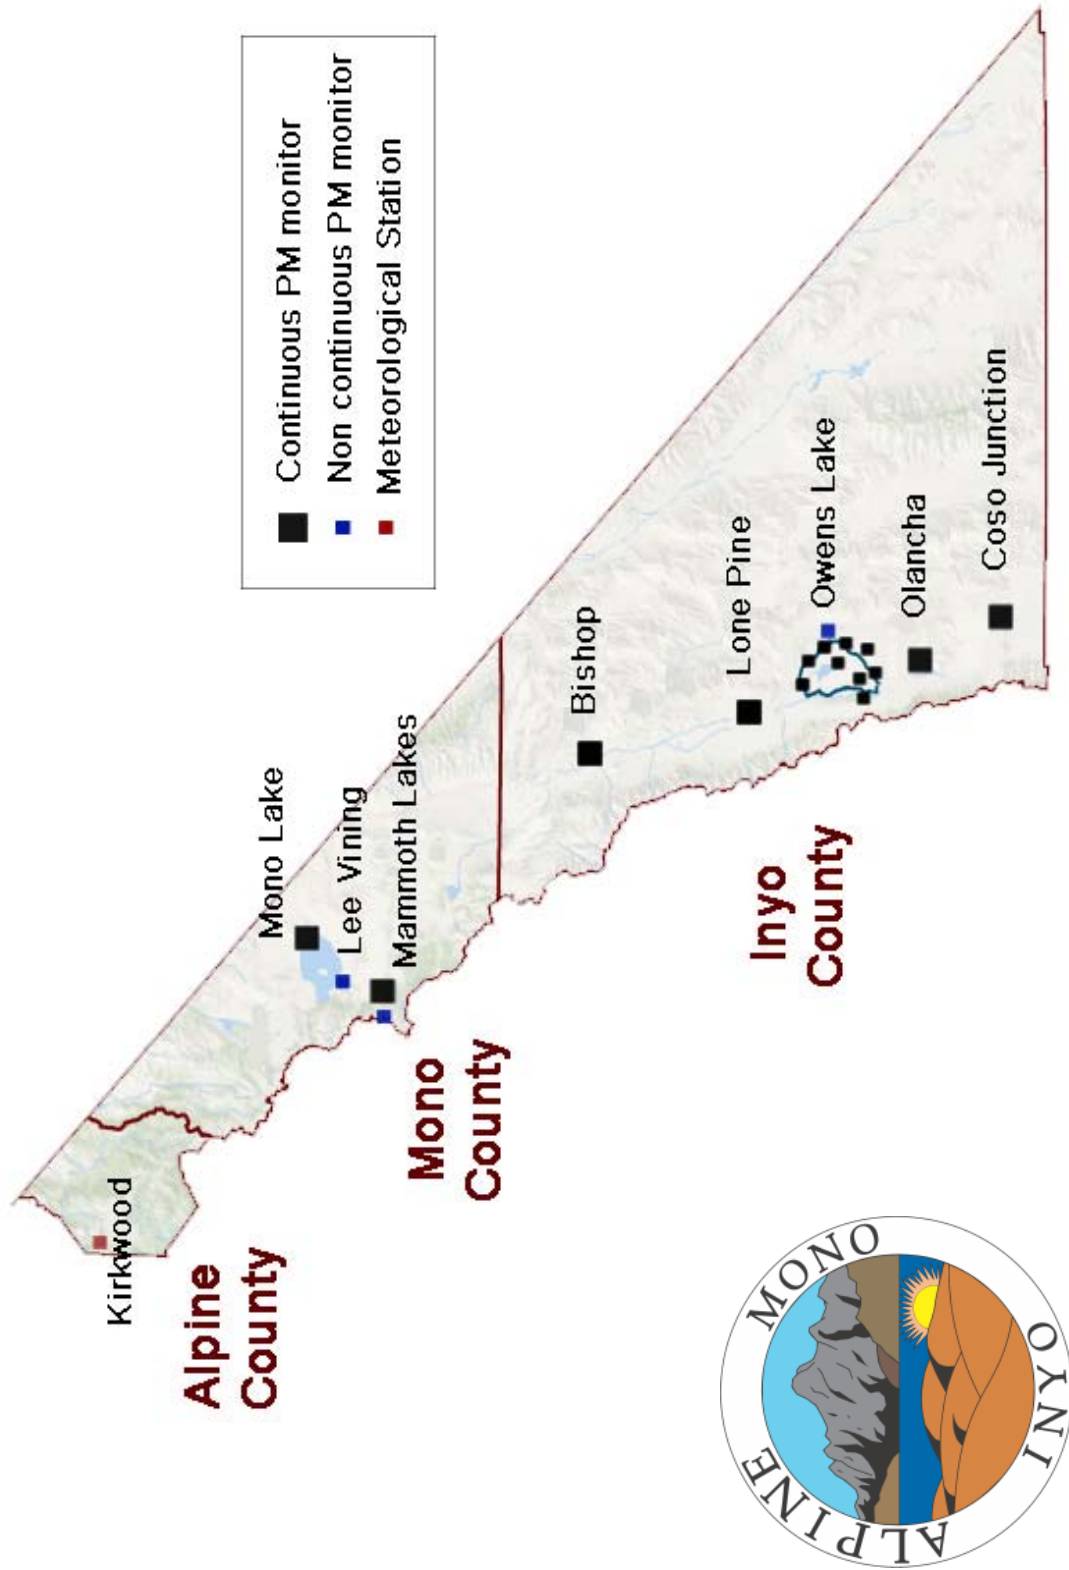 Continuous PM monitor
Non continuous PM monitor
Meteorological Station
Kirkwood
Alpine
County
Mono Lake
Lee Vining
Mammoth Lakes
Mono
County
Bishop
Lone Pine
Owens Lake
Olancha
Coso Junction
Inyo
County
ALPINE MONO INYO